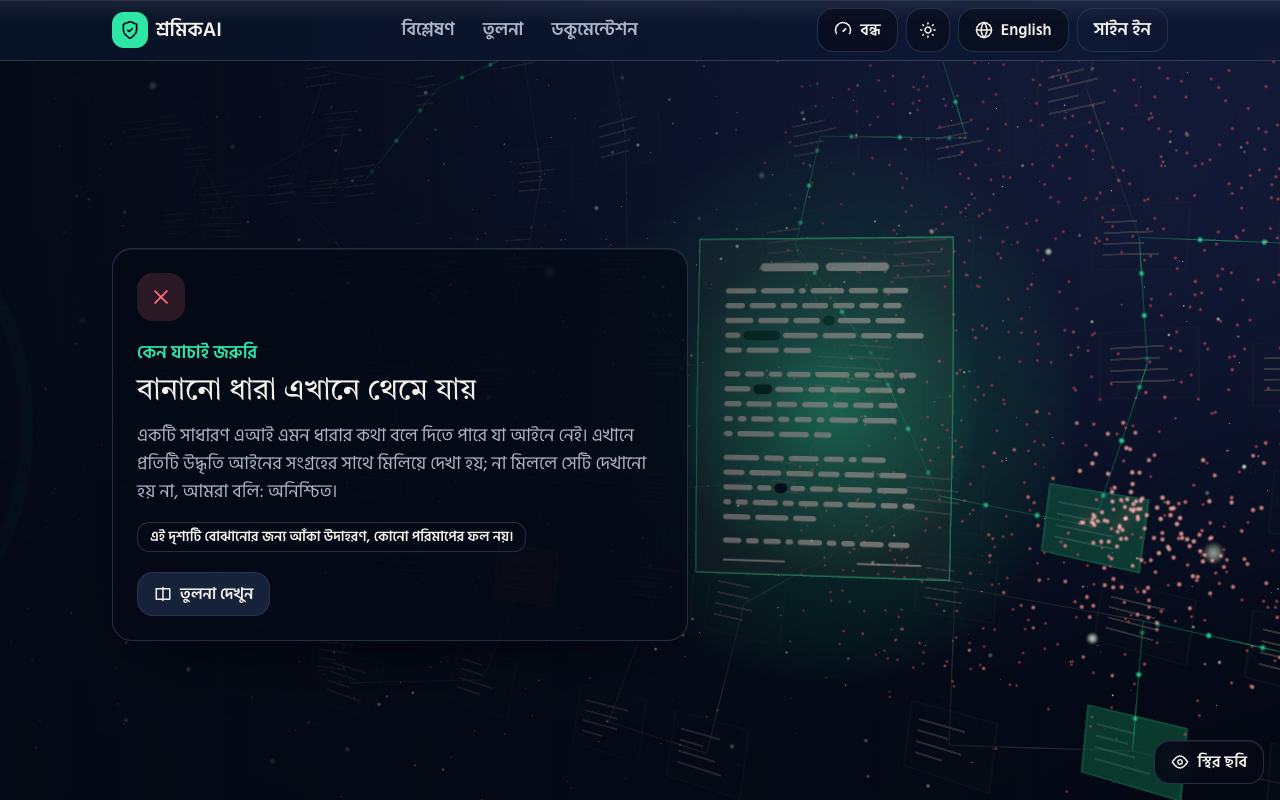 শ্রমিকAI
বিশ্লেষণ তুলনা ডকুমেন্টেশন
বন্ধ
English
সাইন ইন
কেন যাচাই জরুরি
বানানো ধারা এখানে থেমে যায়
একটি সাধারণ এআই এমন ধারার কথা বলে দিতে পারে যা আইনে নেই। এখানে
প্রতিটি উদ্ধৃতি আইনের সংগ্রহের সাথে মিলিয়ে দেখা হয়; না মিললে সেটি দেখানো
হয় না, আমরা বলি: অনিশ্চিত।
এই দৃশ্যটি বোঝানোর জন্য আঁকা উদাহরণ, কোনো পরিমাপের ফল নয়।
তুলনা দেখুন
স্থির ছবি